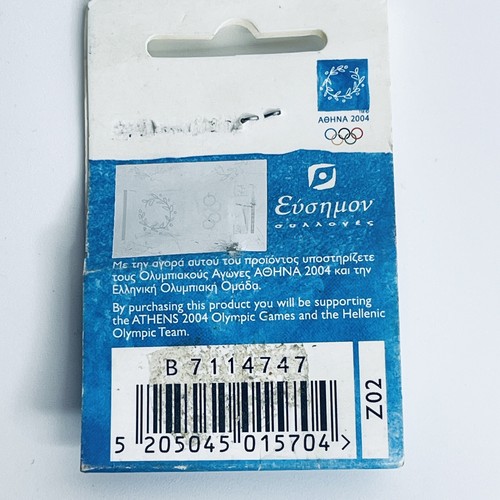 ΑΘΗΝΑ 2004
Εύσημον
συλλογές
Με την αγορά αυτού του προϊόντος υποστηρίζετε
τους Ολυμπιακούς Αγώνες ΑΘΗΝΑ 2004 και την
Ελληνική Ολυμπιακή Ομάδα.
By purchasing this product you will be supporting
the ATHENS 2004 Olympic Games and the Hellenic
Olympic Team.
B 7114747
Z02
5 205045 015704 >